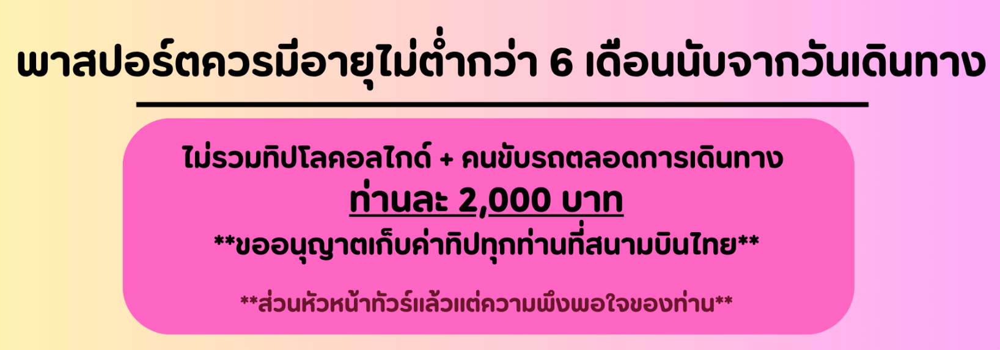 พาสปอร์ตควรมีอายุไม่ต่ำกว่า 6 เดือนนับจากวันเดินทาง
ไม่รวมทิปโลคอลไกด์ + คนขับรถตลอดการเดินทาง
ท่านละ 2,000 บาท
**ขออนุญาตเก็บค่าทิปทุกท่านที่สนามบินไทย**
**ส่วนหัวหน้าทัวร์แล้วแต่ความพึงพอใจของท่าน**